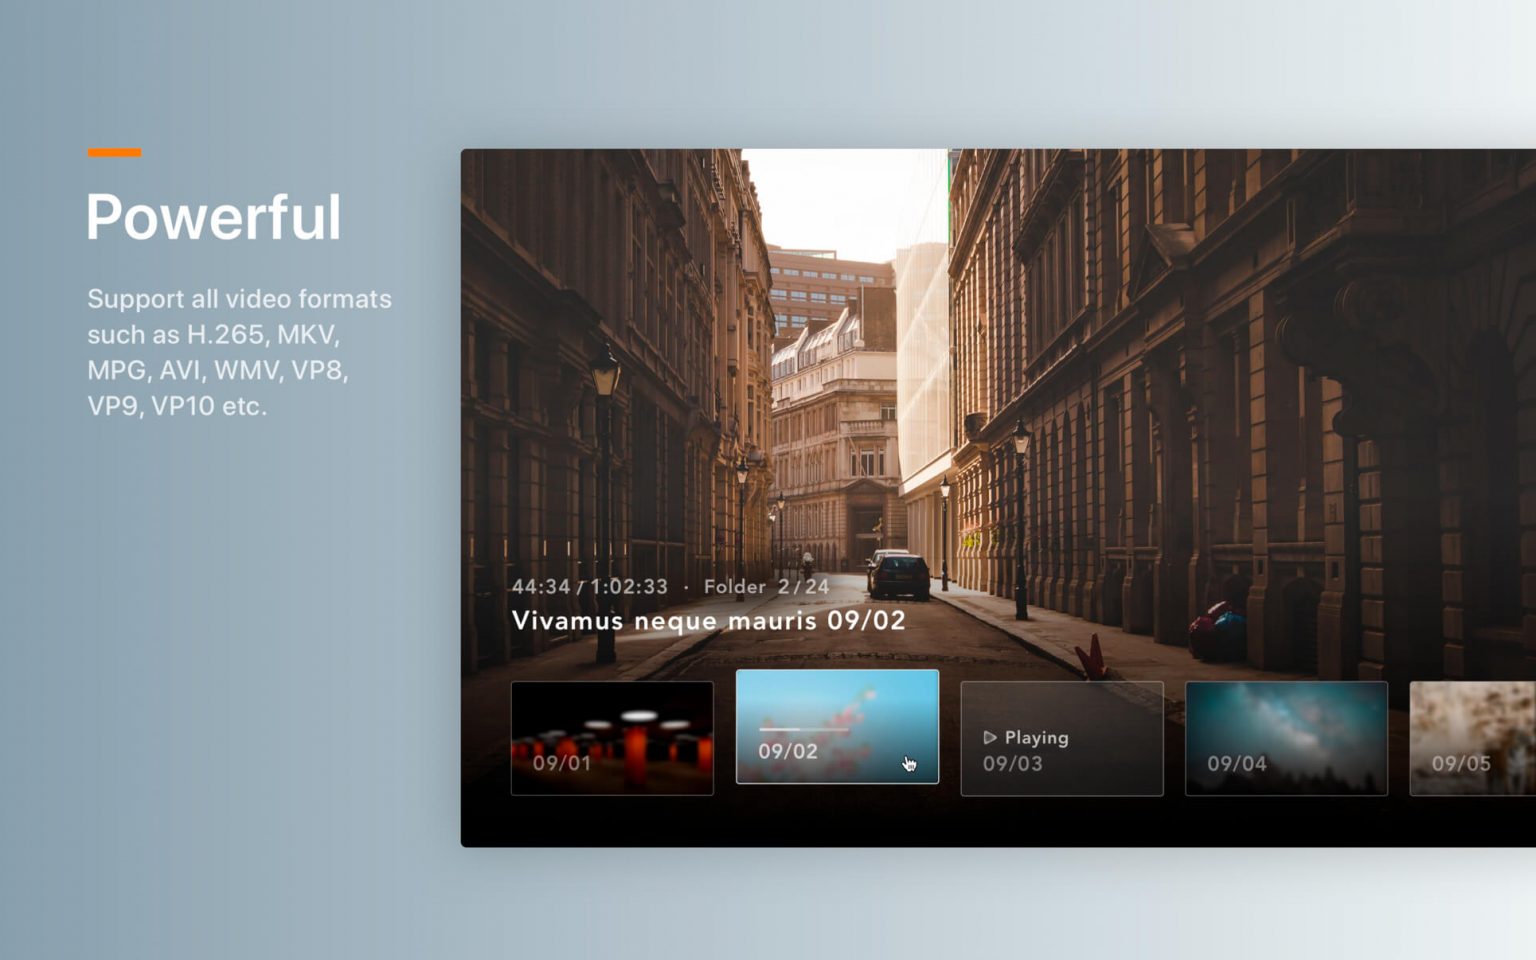 Powerful
Support all video formats
such as H.265, MKV,
MPG, AVI, WMV, VP8,
VP9, VP10 etc.
44:34 / 1:02:33 · Folder 2 / 24
Vivamus neque mauris 09/02
09/01
09/02
Playing
09/03
09/04
09/05